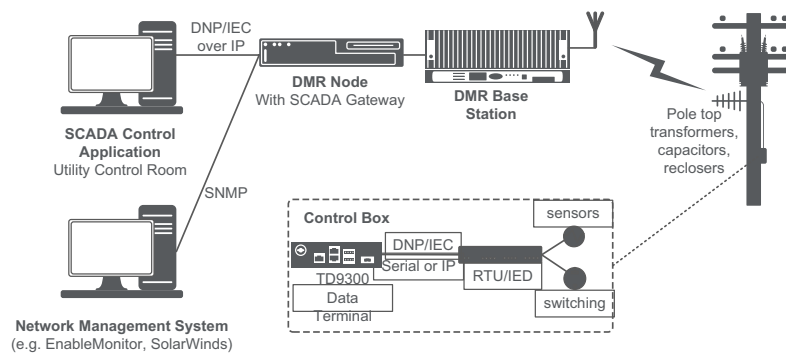 DNP/IEC
over IP
DMR Node
With SCADA Gateway
DMR Base
Station
SCADA Control
Application
Utility Control Room
Pole top
transformers,
capacitors,
reclosers
SNMP
Control Box
sensors
DNP/IEC
Serial or IP
TD9300
Data
Terminal
RTU/IED
switching
Network Management System
(e.g. EnableMonitor, SolarWinds)